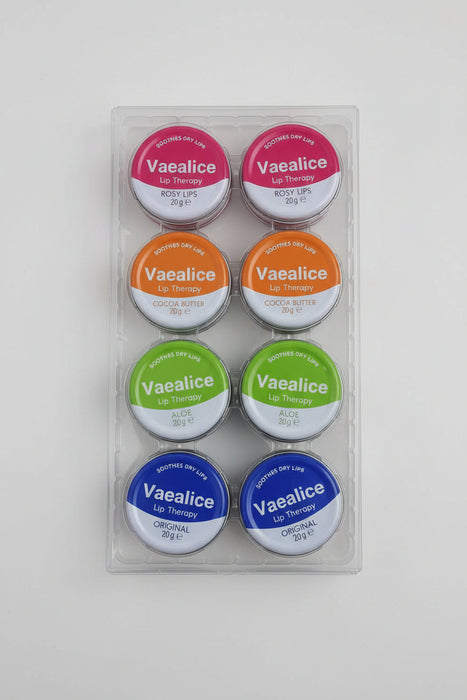 SOOTHES DRY LIPS
Vaealice
Lip Therapy
ROSY LIPS
20g ℮
SOOTHES DRY LIPS
Vaealice
Lip Therapy
ROSY LIPS
20g ℮
SOOTHES DRY LIPS
Vaealice
Lip Therapy
COCOA BUTTER
20g ℮
SOOTHES DRY LIPS
Vaealice
Lip Therapy
COCOA BUTTER
20g ℮
SOOTHES DRY LIPS
Vaealice
Lip Therapy
ALOE
20g ℮
SOOTHES DRY LIPS
Vaealice
Lip Therapy
ALOE
20g ℮
SOOTHES DRY LIPS
Vaealice
Lip Therapy
ORIGINAL
20g ℮
SOOTHES DRY LIPS
Vaealice
Lip Therapy
ORIGINAL
20g ℮